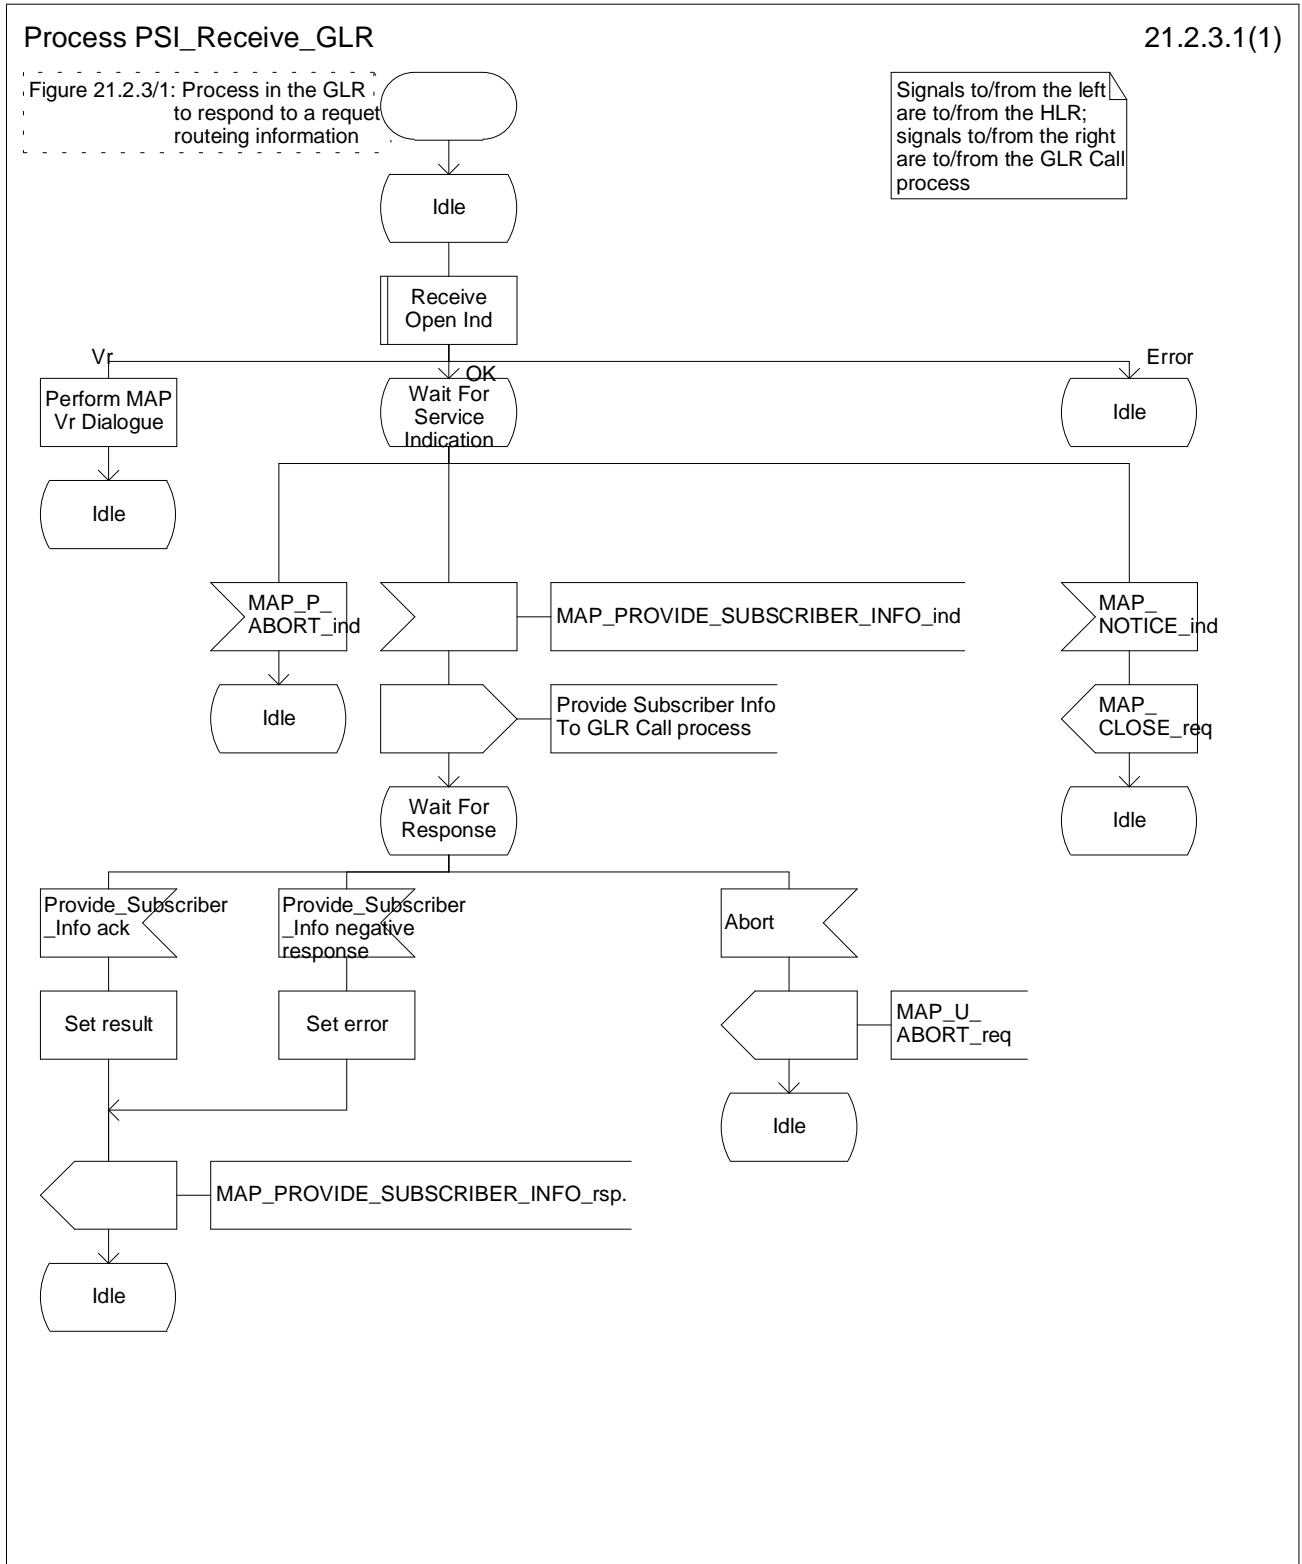 Process PSI_Receive_GLR
21.2.3.1(1)
Figure 21.2.3/1: Process in the GLR
to respond to a requet
routeing information
Signals to/from the left
are to/from the HLR;
signals to/from the right
are to/from the GLR Call
process
Idle
Receive
Open Ind
Vr
OK
Error
Perform MAP
Vr Dialogue
Wait For
Service
Indication
Idle
Idle
MAP_P_
ABORT_ind
MAP_PROVIDE_SUBSCRIBER_INFO_ind
MAP_
NOTICE_ind
Idle
Provide Subscriber Info
To GLR Call process
MAP_
CLOSE_req
Wait For
Response
Idle
Provide_Subscriber
_Info ack
Provide_Subscriber
_Info negative
response
Abort
Set result
Set error
MAP_U_
ABORT_req
Idle
MAP_PROVIDE_SUBSCRIBER_INFO_rsp.
Idle